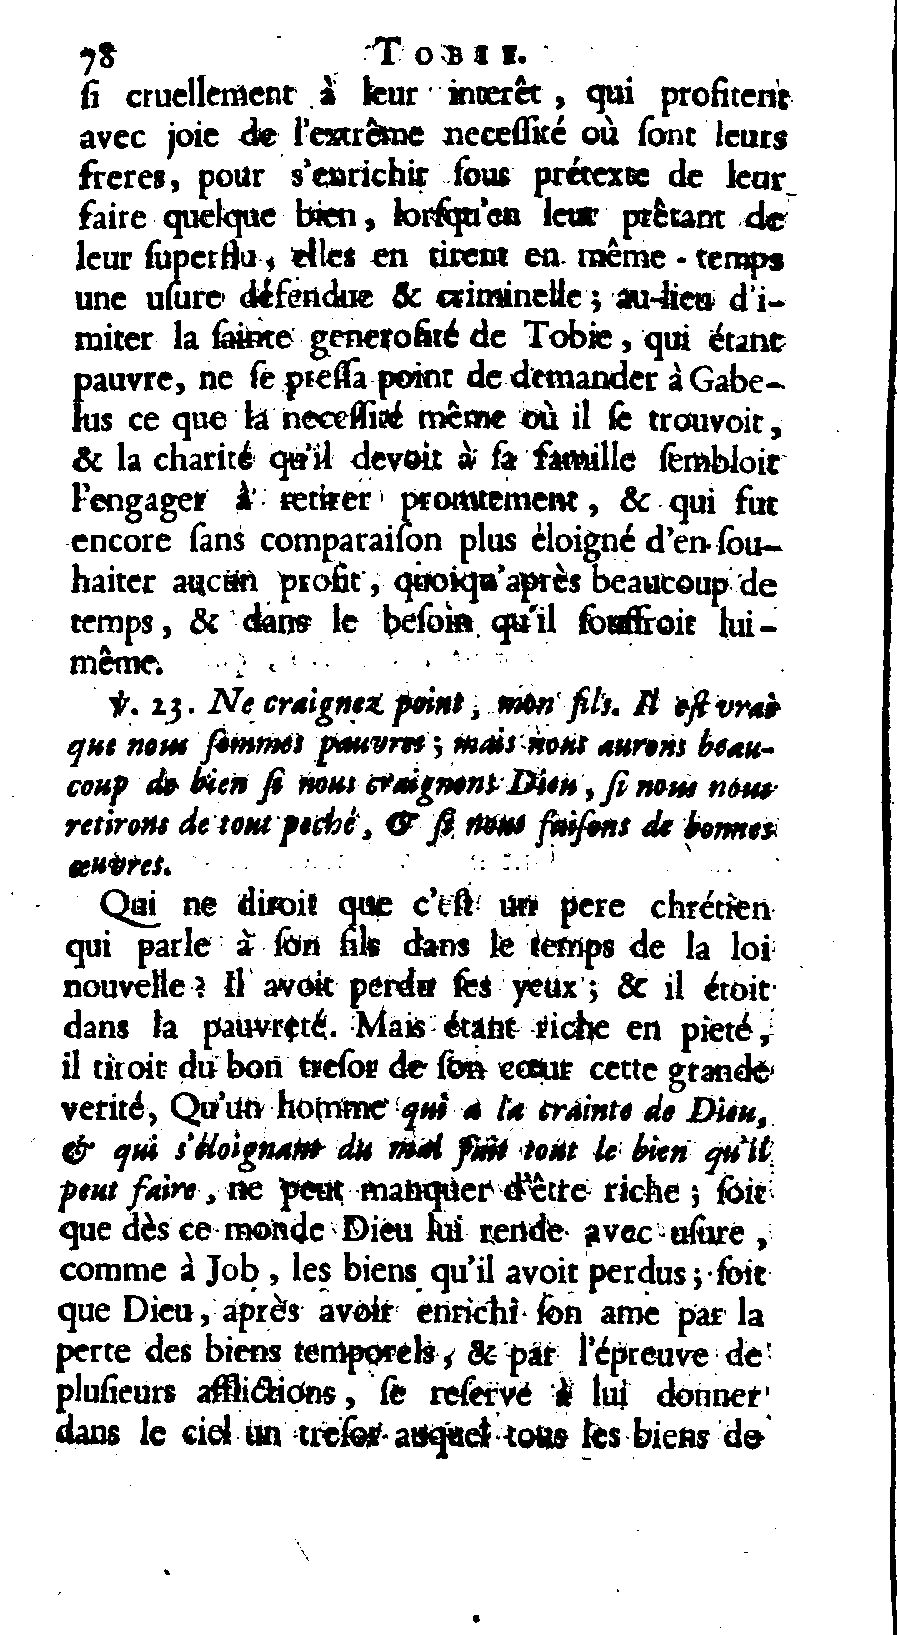 78 TOBIE.
ſi cruellement à leur interêt, qui profitent
avec joie de l'extrême neceſſité où ſont leurs
freres, pour s'enrichir ſous prétexte de leur
faire quelque bien, lorſqu'en leur prêtant de
leur ſuperflu, elles en tirent en même-temps
une uſure défendue & criminelle; au-lieu d'i-
miter la ſainte generoſité de Tobie, qui étant
pauvre, ne ſe preſſa point de demander à Gabe-
lus ce que la neceſſité même où il ſe trouvoit,
& la charité qu'il devoit à ſa famille ſembloit
l'engager à retirer promtement, & qui fut
encore ſans comparaiſon plus éloigné d'en ſou-
haiter aucun profit, quoiqu'après beaucoup de
temps, & dans le beſoin qu'il ſouffroit lui-
même.
℣. 23. Ne craignez point, mon fils. Il eſt vrai
que nous ſommes pauvres; mais nous aurons beau-
coup de bien ſi nous craignons Dieu, ſi nous nous
retirons de tout peché, & ſi nous faiſons de bonnes
œuvres.
Qui ne diroit que c'eſt un pere chrétien
qui parle à ſon fils dans le temps de la loi
nouvelle? Il avoit perdu ſes yeux; & il étoit
dans la pauvreté. Mais étant riche en pieté,
il tiroit du bon treſor de ſon cœur cette grande
verité, Qu'un homme qui a la crainte de Dieu,
& qui s'éloignant du mal fait tout le bien qu'il
peut faire, ne peut manquer d'être riche; ſoit
que dès ce monde Dieu lui rende avec uſure,
comme à Job, les biens qu'il avoit perdus; ſoit
que Dieu, après avoir enrichi ſon ame par la
perte des biens temporels, & par l'épreuve de
pluſieurs afflictions, ſe reſerve à lui donner
dans le ciel un treſor auquel tous les biens de